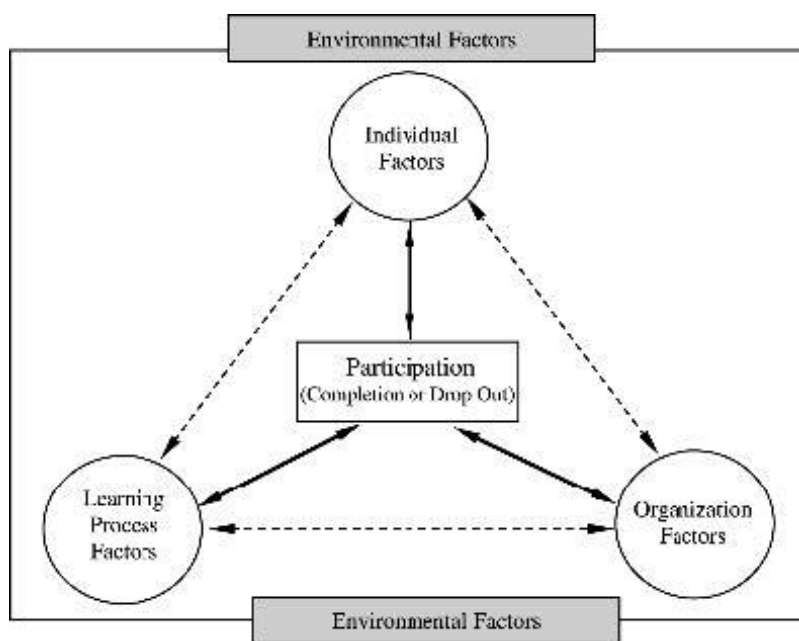 Environmental Factors
Individual
Factors
Participation
(Completion or Drop Out)
Learning
Process
Factors
Organization
Factors
Environmental Factors